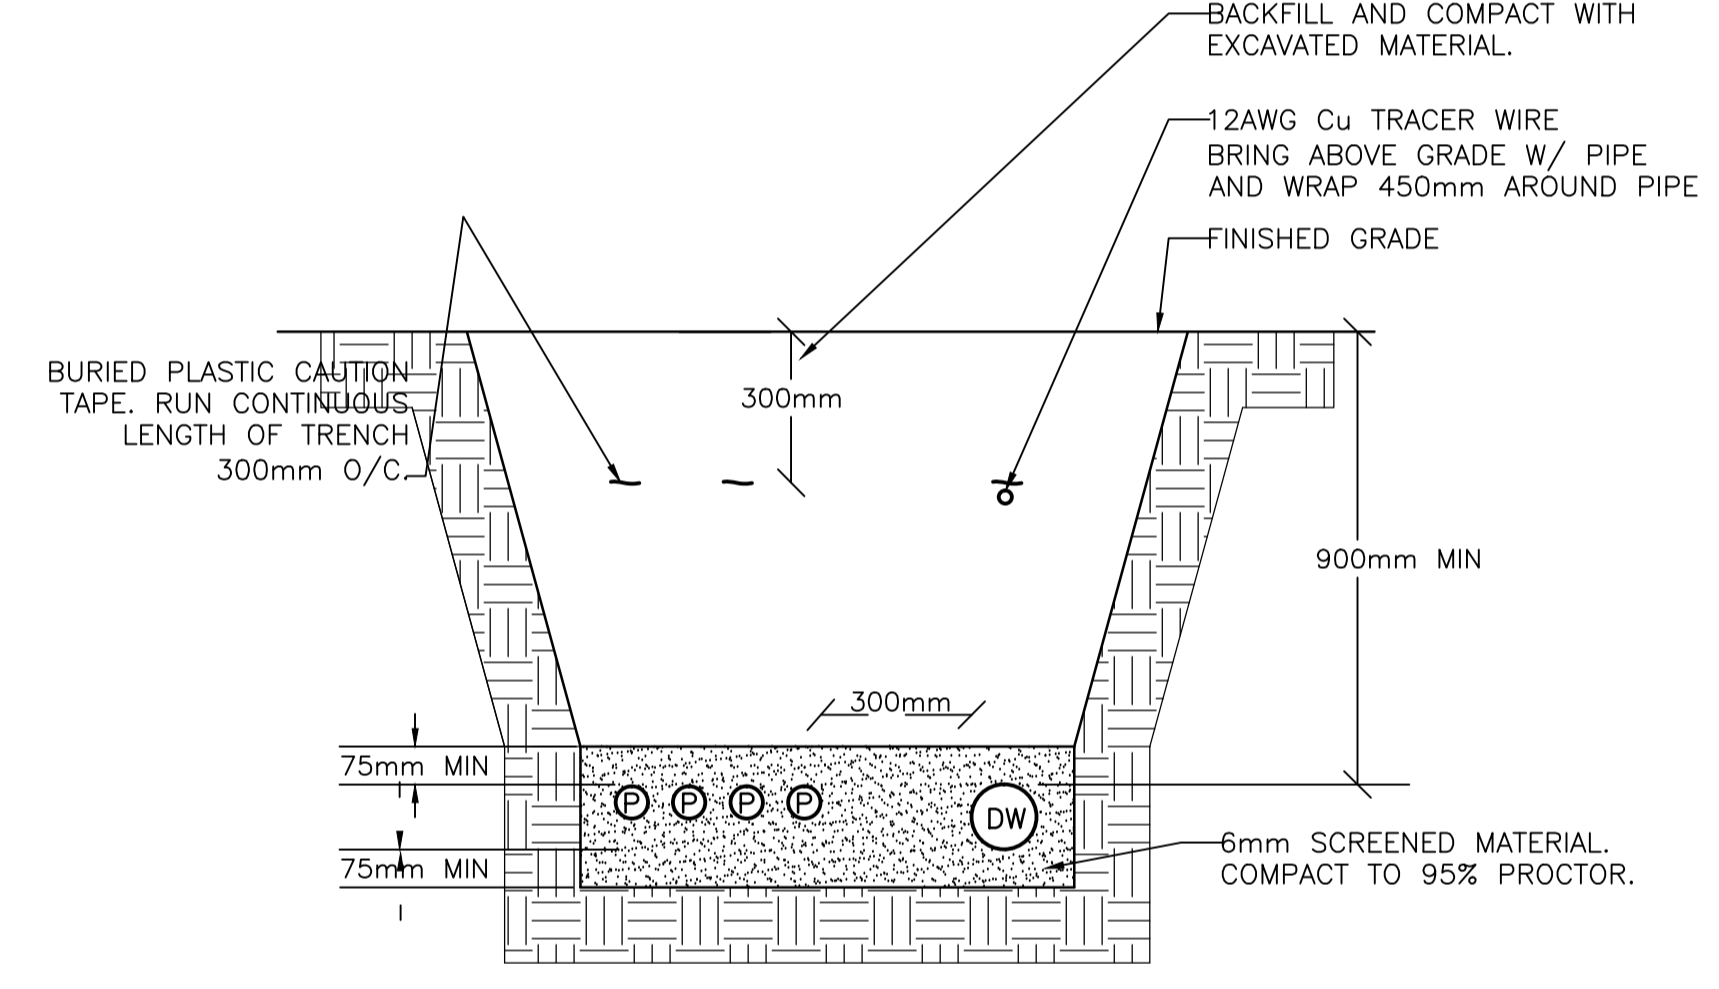 BACKFILL AND COMPACT WITH
EXCAVATED MATERIAL.
12AWG Cu TRACER WIRE
BRING ABOVE GRADE W/ PIPE
AND WRAP 450mm AROUND PIPE
FINISHED GRADE
BURIED PLASTIC CAUTION
TAPE. RUN CONTINUOUS
LENGTH OF TRENCH
300mm O/C.
300mm
900mm MIN
300mm
75mm MIN
P P P P
DW
75mm MIN
6mm SCREENED MATERIAL.
COMPACT TO 95% PROCTOR.